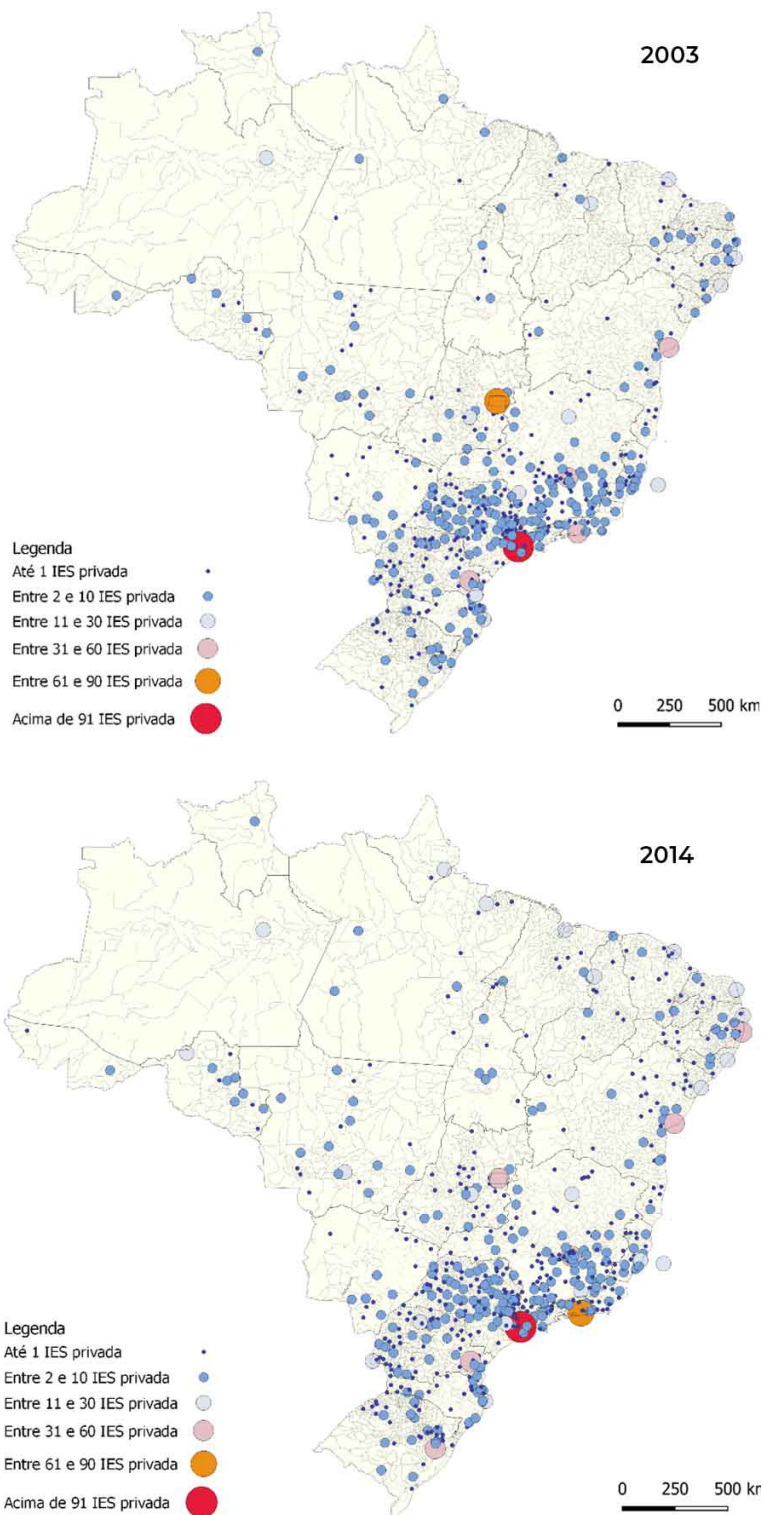 2003
Legenda
Até 1 IES privada
Entre 2 e 10 IES privada
Entre 11 e 30 IES privada
Entre 31 e 60 IES privada
Entre 61 e 90 IES privada
Acima de 91 IES privada
0 250 500 km
2014
Legenda
Até 1 IES privada
Entre 2 e 10 IES privada
Entre 11 e 30 IES privada
Entre 31 e 60 IES privada
Entre 61 e 90 IES privada
Acima de 91 IES privada
0 250 500 km